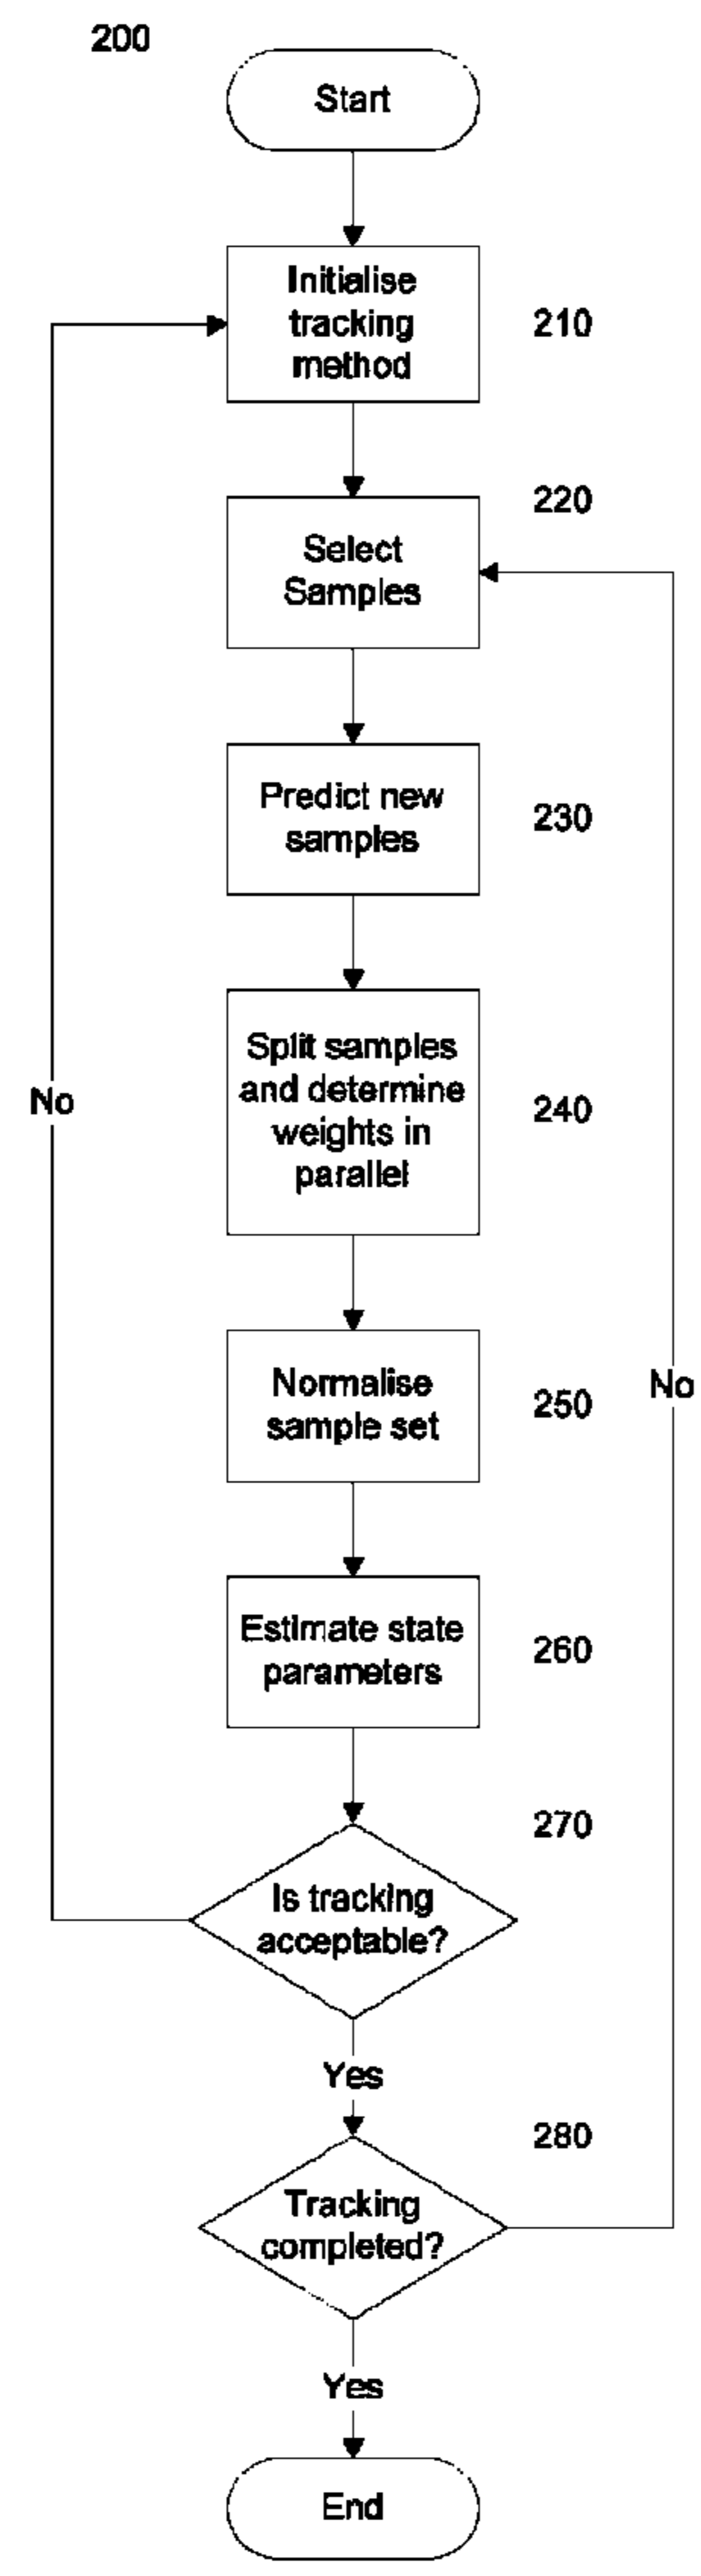 200
Start
Initialise
tracking
method
210
220
Select
Samples
Predict new
samples
230
Split samples
and determine
weights in
parallel
240
No
Normalise
sample set
250
No
Estimate state
parameters
260
270
Is tracking
acceptable?
Yes
280
Tracking
completed?
Yes
End